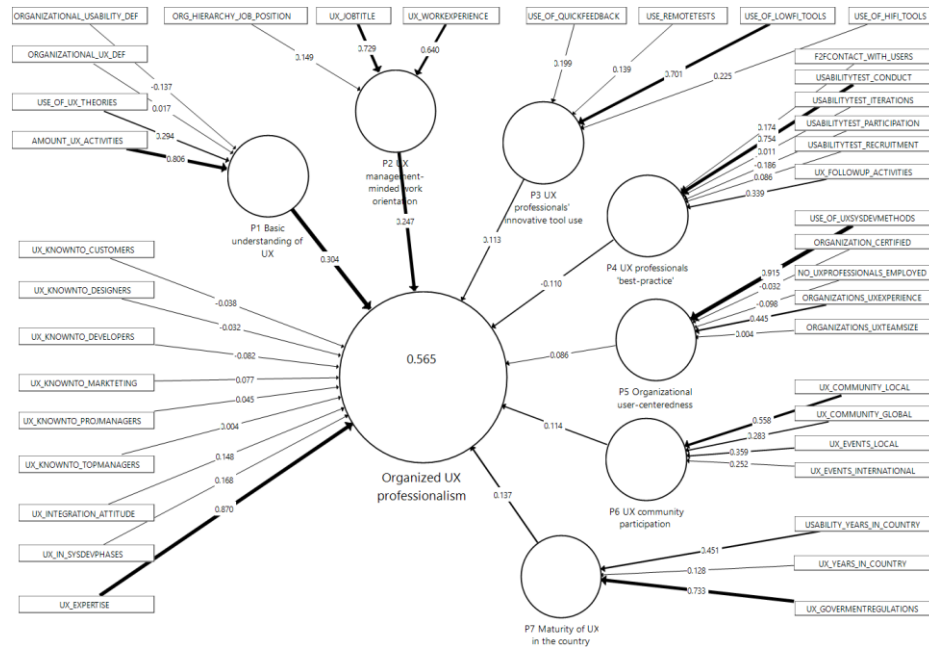 ORGANIZATIONAL_USABILITY_DEF
ORG_HIERARCHY_JOB_POSITION
UX_JOBTITLE
UX_WORKEXPERIENCE
USE_OF_QUICKFEEDBACK
USE_REMOTETESTS
USE_OF_LOWFI_TOOLS
USE_OF_HIFI_TOOLS
ORGANIZATIONAL_UX_DEF
USE_OF_UX_THEORIES
AMOUNT_UX_ACTIVITIES
-0.137
0.017
0.294
0.806
0.149
0.729
0.640
0.199
0.139
0.701
0.225
F2FCONTACT_WITH_USERS
USABILITYTEST_CONDUCT
USABILITYTEST_ITERATIONS
USABILITYTEST_PARTICIPATION
USABILITYTEST_RECRUITMENT
UX_FOLLOWUP_ACTIVITIES
0.174
0.754
0.011
-0.186
0.086
0.339
P1 Basic
understanding of
UX
P2 UX
management-
minded work
orientation
P3 UX
professionals'
innovative tool use
P4 UX professionals
'best-practice'
0.304
0.247
0.113
-0.110
USE_OF_UXSYSDEVMETHODS
ORGANIZATION_CERTIFIED
NO_UXPROFESSIONALS_EMPLOYED
ORGANIZATIONS_UXEXPERIENCE
ORGANIZATIONS_UXTEAMSIZE
0.915
-0.032
-0.098
0.445
0.004
P5 Organizational
user-centeredness
0.086
UX_KNOWNTO_CUSTOMERS
UX_KNOWNTO_DESIGNERS
UX_KNOWNTO_DEVELOPERS
UX_KNOWNTO_MARKTETING
UX_KNOWNTO_PROJMANAGERS
UX_KNOWNTO_TOPMANAGERS
UX_INTEGRATION_ATTITUDE
UX_IN_SYSDEVPHASES
UX_EXPERTISE
-0.038
-0.032
-0.082
0.077
0.045
0.004
0.148
0.168
0.870
0.565
Organized UX
professionalism
UX_COMMUNITY_LOCAL
UX_COMMUNITY_GLOBAL
UX_EVENTS_LOCAL
UX_EVENTS_INTERNATIONAL
0.558
0.283
0.359
0.252
P6 UX community
participation
0.114
USABILITY_YEARS_IN_COUNTRY
UX_YEARS_IN_COUNTRY
UX_GOVERMENTREGULATIONS
0.451
0.128
0.733
P7 Maturity of UX
in the country
0.137